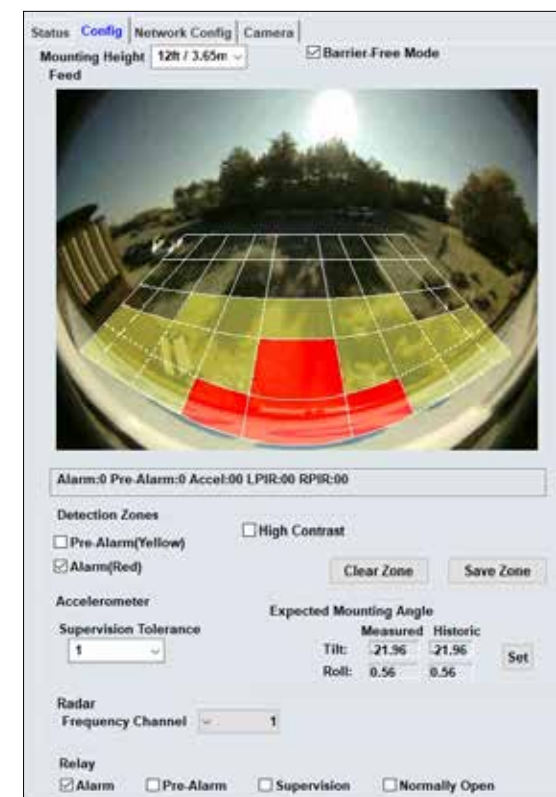 Status Config Network Config Camera
Mounting Height 12ft / 3.65m Barrier-Free Mode
Feed
Alarm:0 Pre-Alarm:0 Accel:00 LPIR:00 RPIR:00
Detection Zones
High Contrast
Pre-Alarm(Yellow)
Alarm(Red)
Clear Zone Save Zone
Accelerometer
Expected Mounting Angle
Supervision Tolerance
Measured Historic
1
Tilt: -21.96 -21.96
Set
Roll: 0.56 0.56
Radar
Frequency Channel 1
Relay
Alarm Pre-Alarm Supervision Normally Open